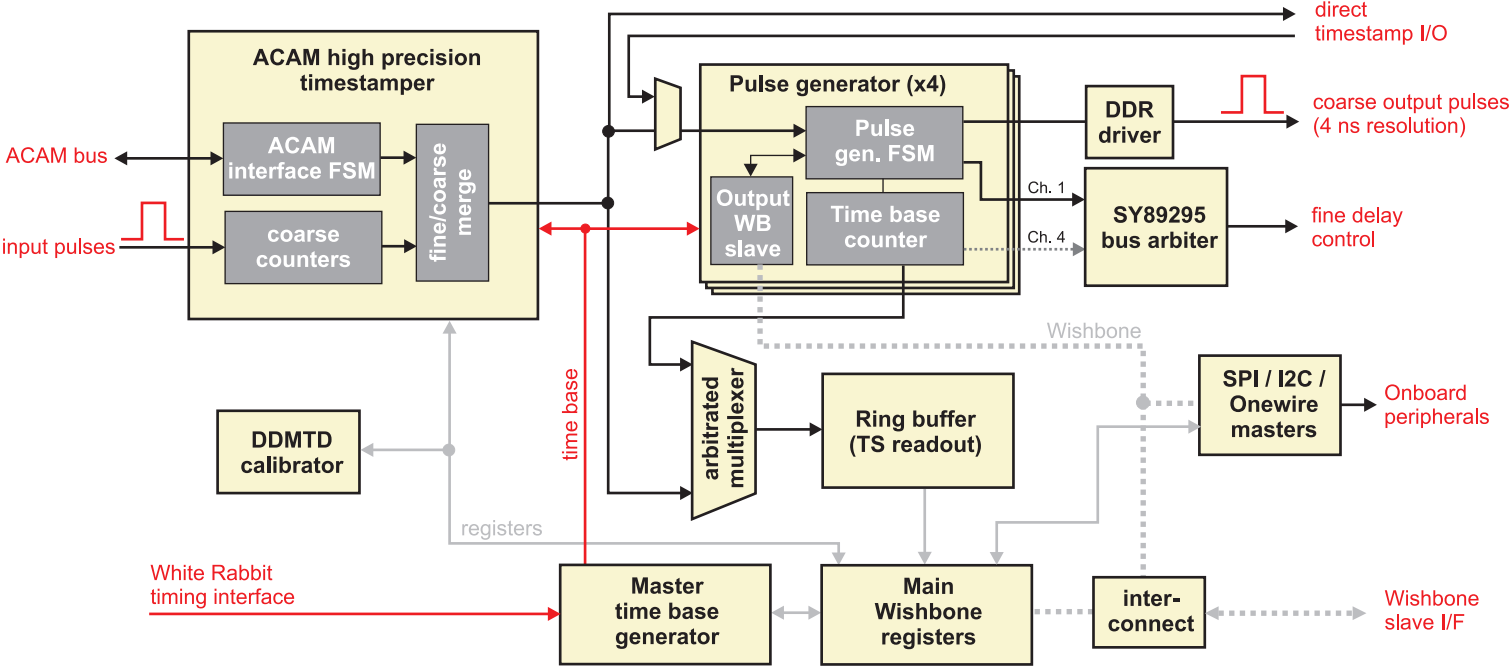 direct
timestamp I/O
ACAM high precision
timestamper
Pulse generator (x4)
DDR
driver
coarse output pulses
(4 ns resolution)
ACAM bus
ACAM
interface FSM
fine/coarse
merge
Pulse
gen. FSM
Output
WB
slave
Time base
counter
Ch. 1
Ch. 4
SY89295
bus arbiter
fine delay
control
input pulses
coarse
counters
Wishbone
time base
arbitrated
multiplexer
Ring buffer
(TS readout)
SPI / I2C /
Onewire
masters
Onboard
peripherals
DDMTD
calibrator
registers
White Rabbit
timing interface
Master
time base
generator
Main
Wishbone
registers
inter-
connect
Wishbone
slave I/F